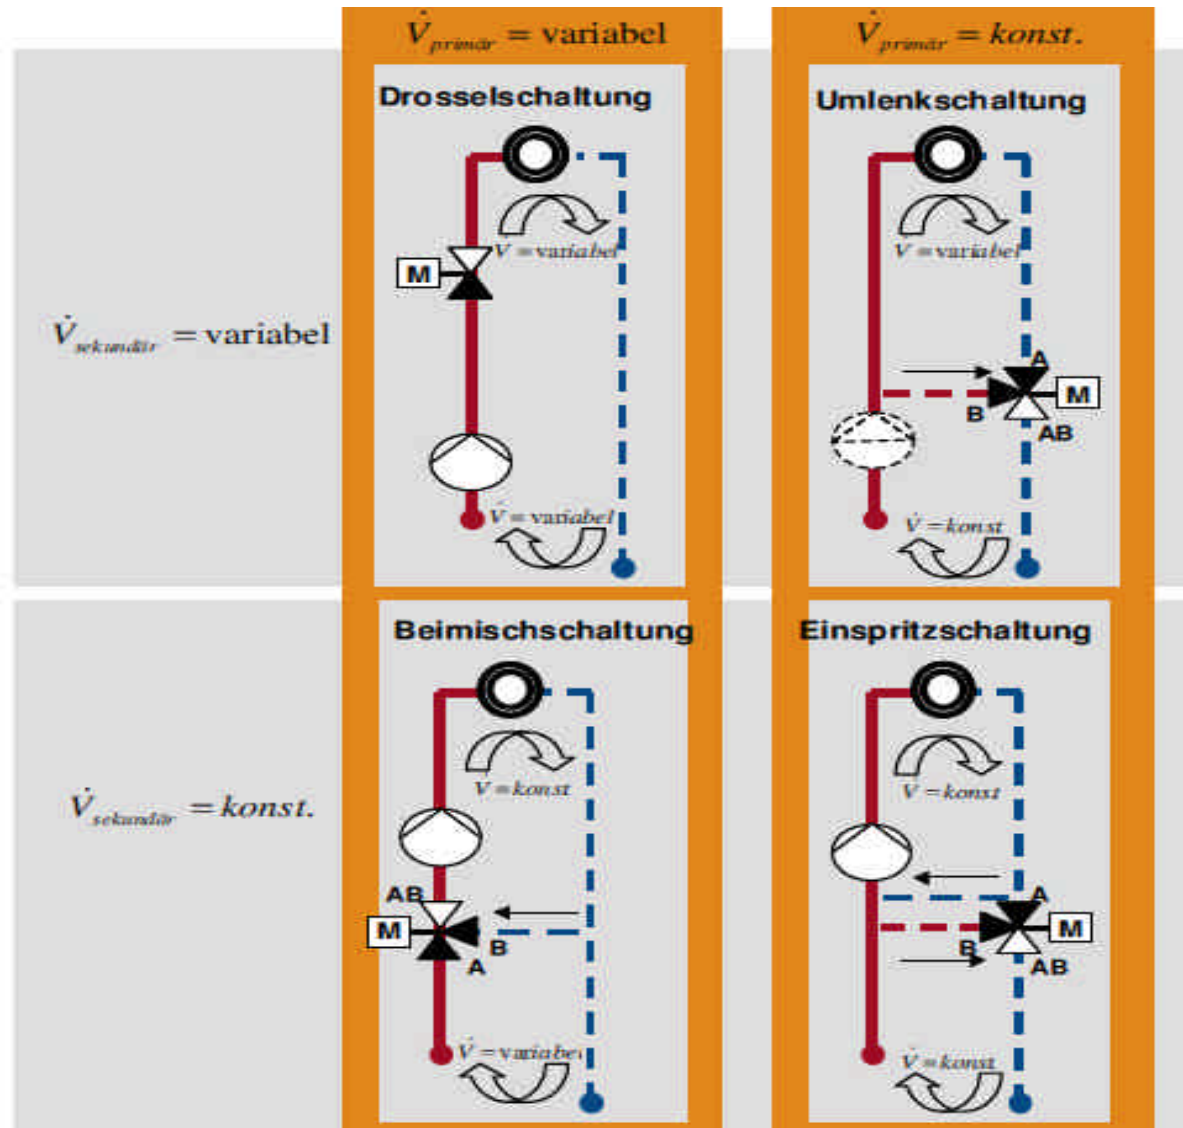 V̇primär = variabel
V̇primär = konst.
Drosselschaltung
Umlenkschaltung
V̇ = variabel
V̇ = variabel
M
V̇sekundär = variabel
A
M
B
AB
V̇ = variabel
V̇ = konst
Beimischschaltung
Einspritzschaltung
V̇ = konst
V̇ = konst
V̇sekundär = konst.
AB
A
M
B
A
M
B
AB
V̇ = variabel
V̇ = konst